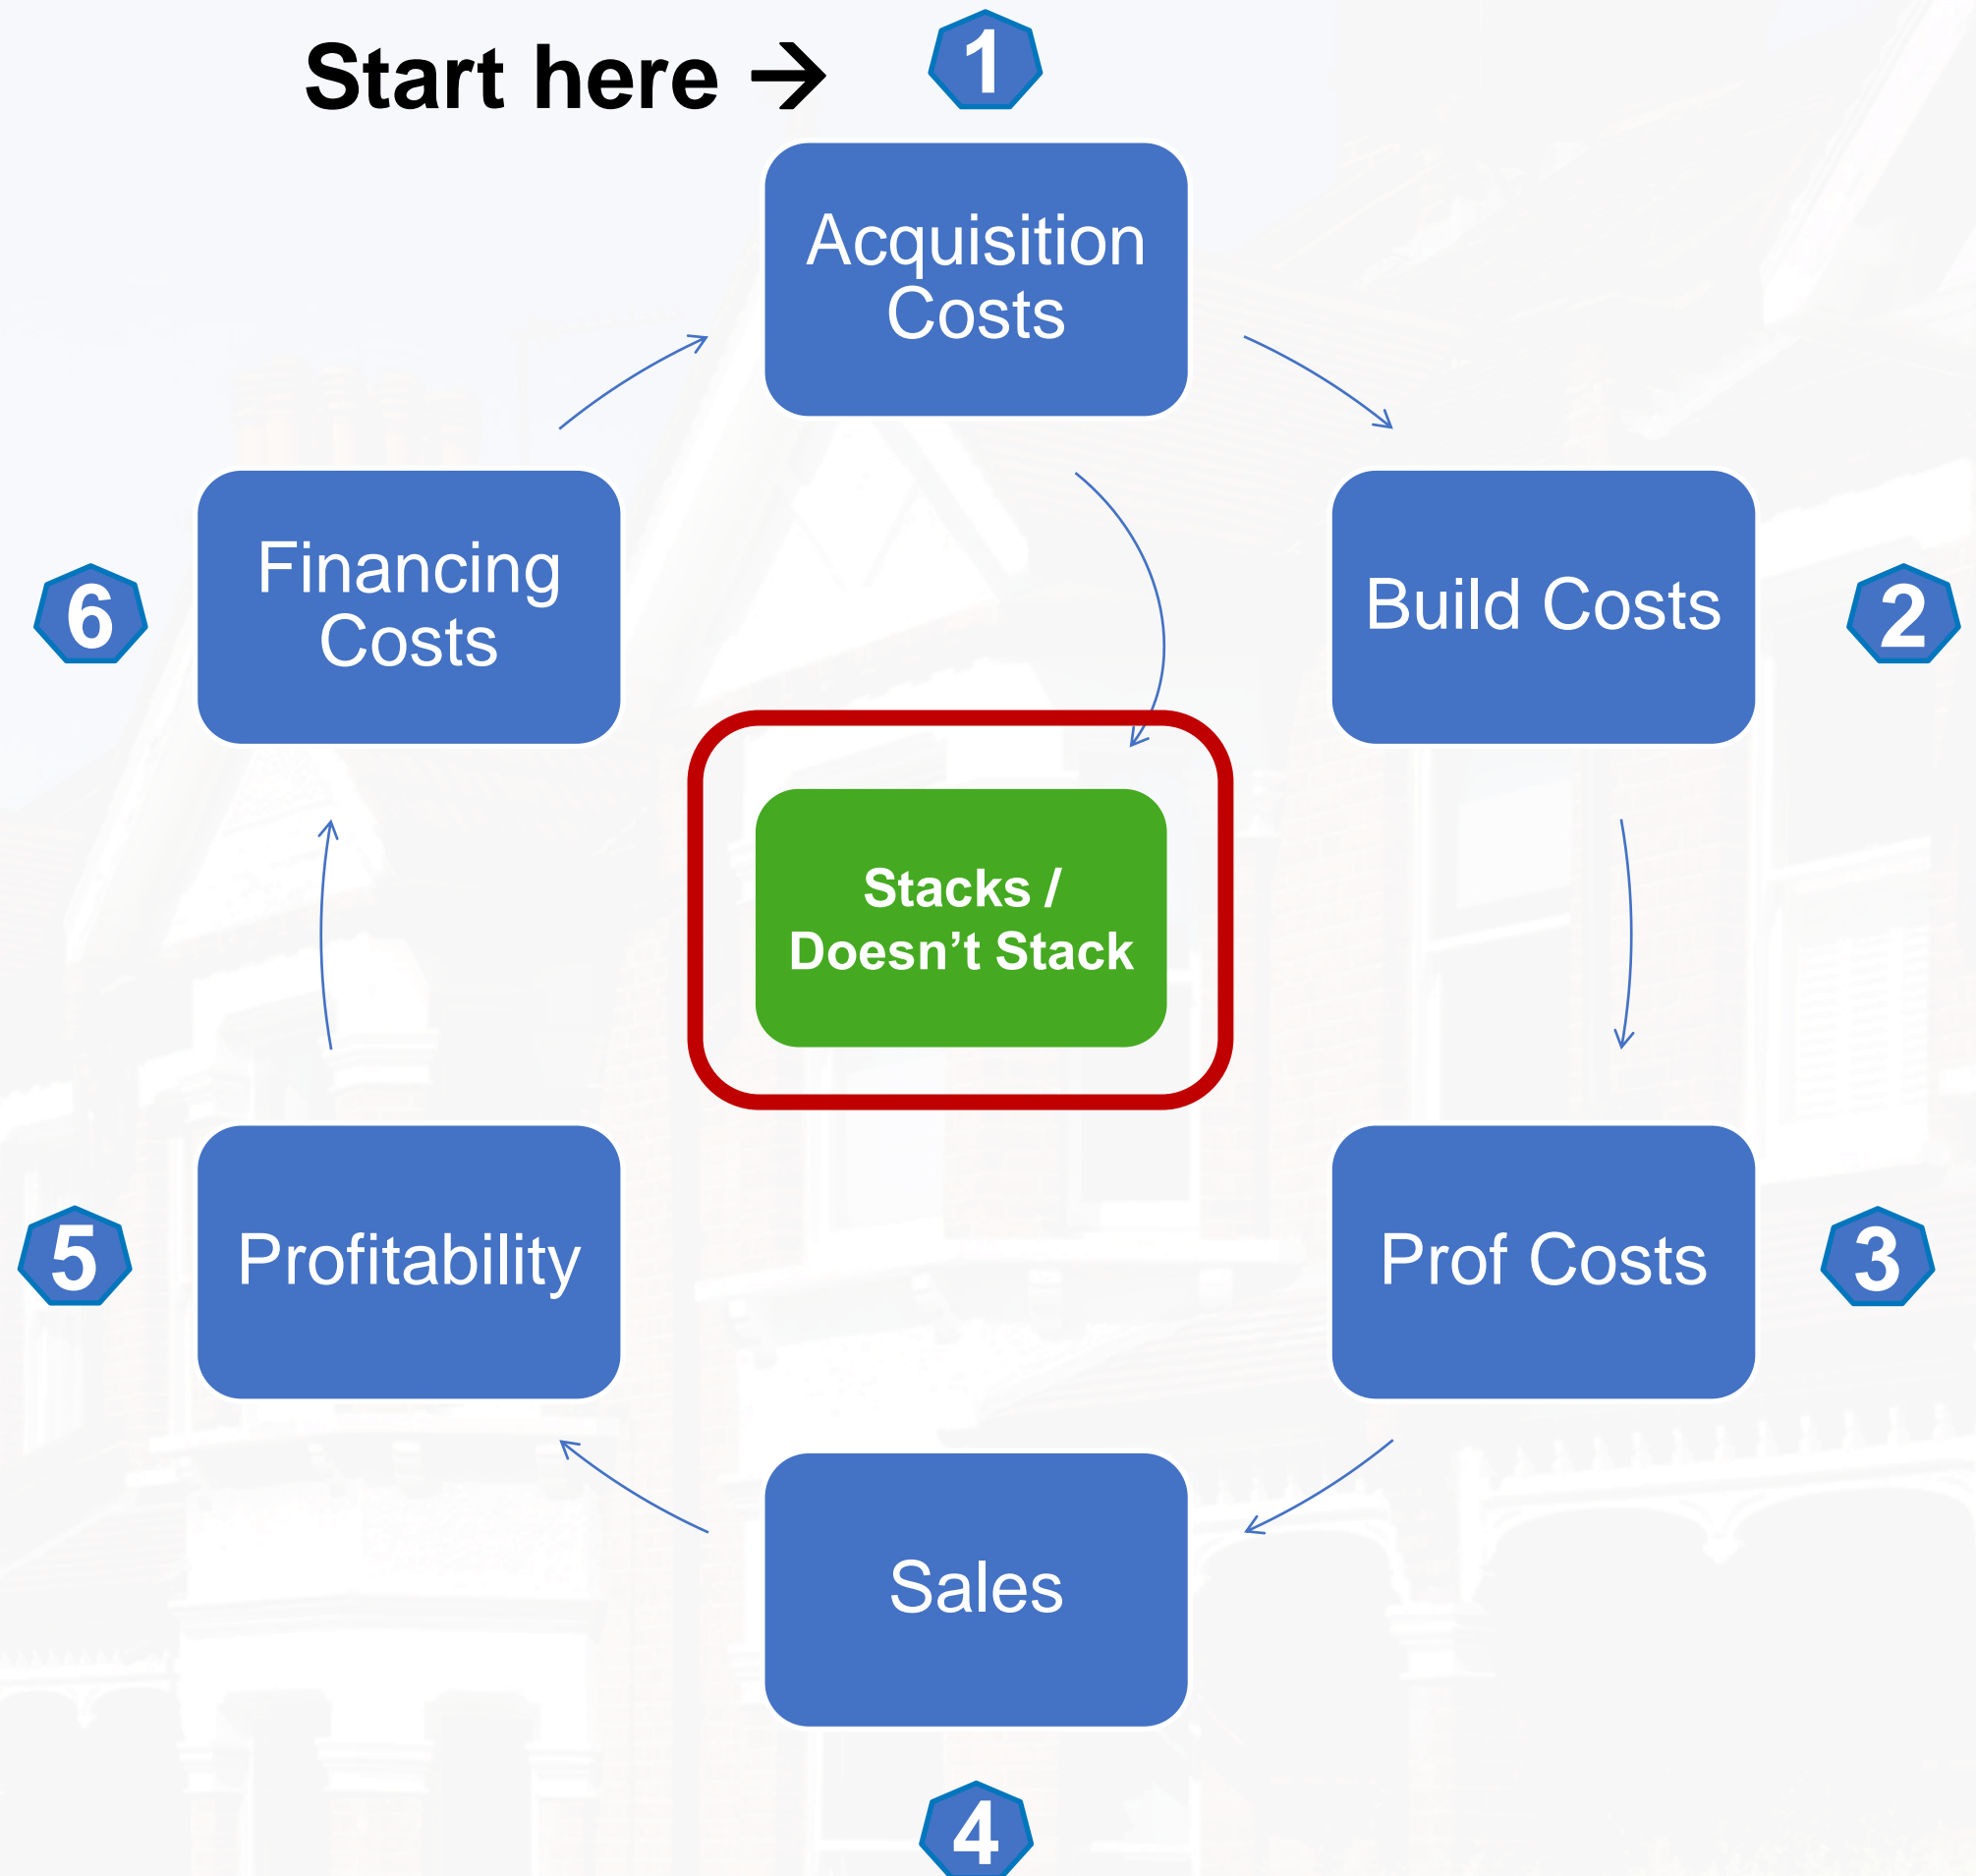 Start here →
1
Acquisition
Costs
Build Costs
2
Prof Costs
3
Sales
4
Profitability
5
Financing
Costs
6
Stacks /
Doesn’t Stack